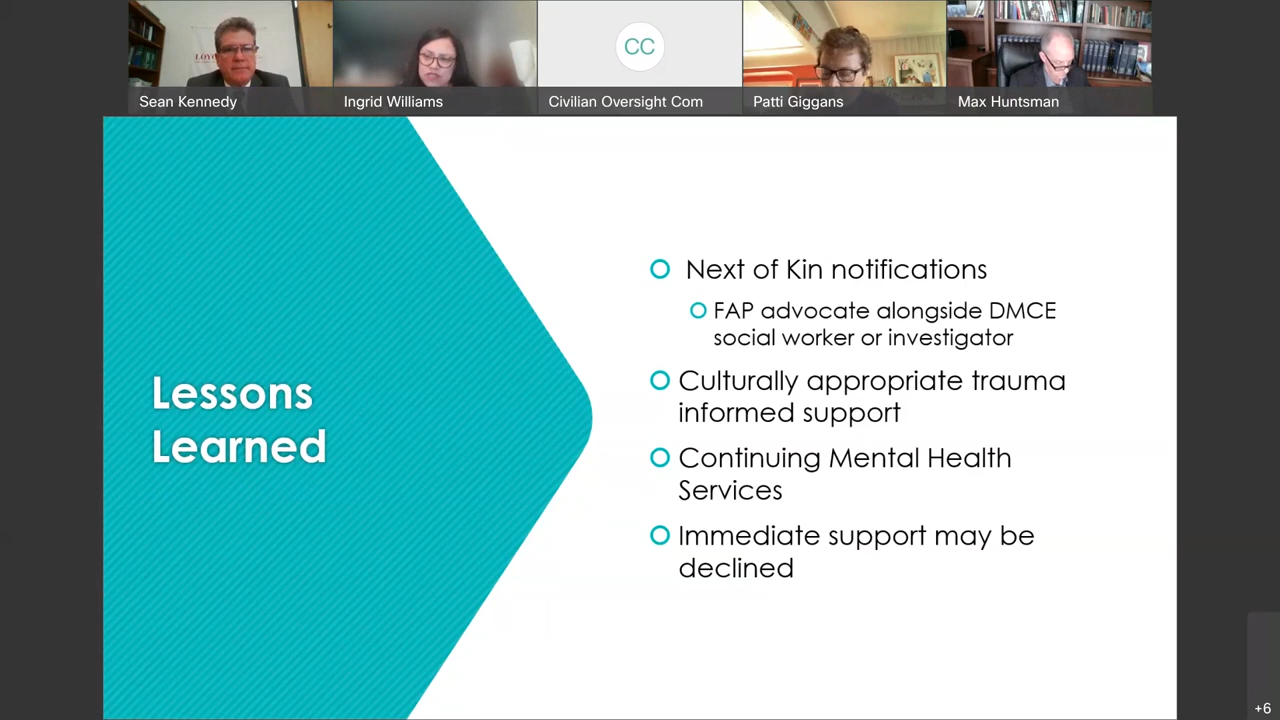 LOYO
CC
Sean Kennedy
Ingrid Williams
Civilian Oversight Com
Patti Giggans
Max Huntsman
Lessons
Learned
Next of Kin notifications
FAP advocate alongside DMCE
social worker or investigator
Culturally appropriate trauma
informed support
Continuing Mental Health
Services
Immediate support may be
declined
+6